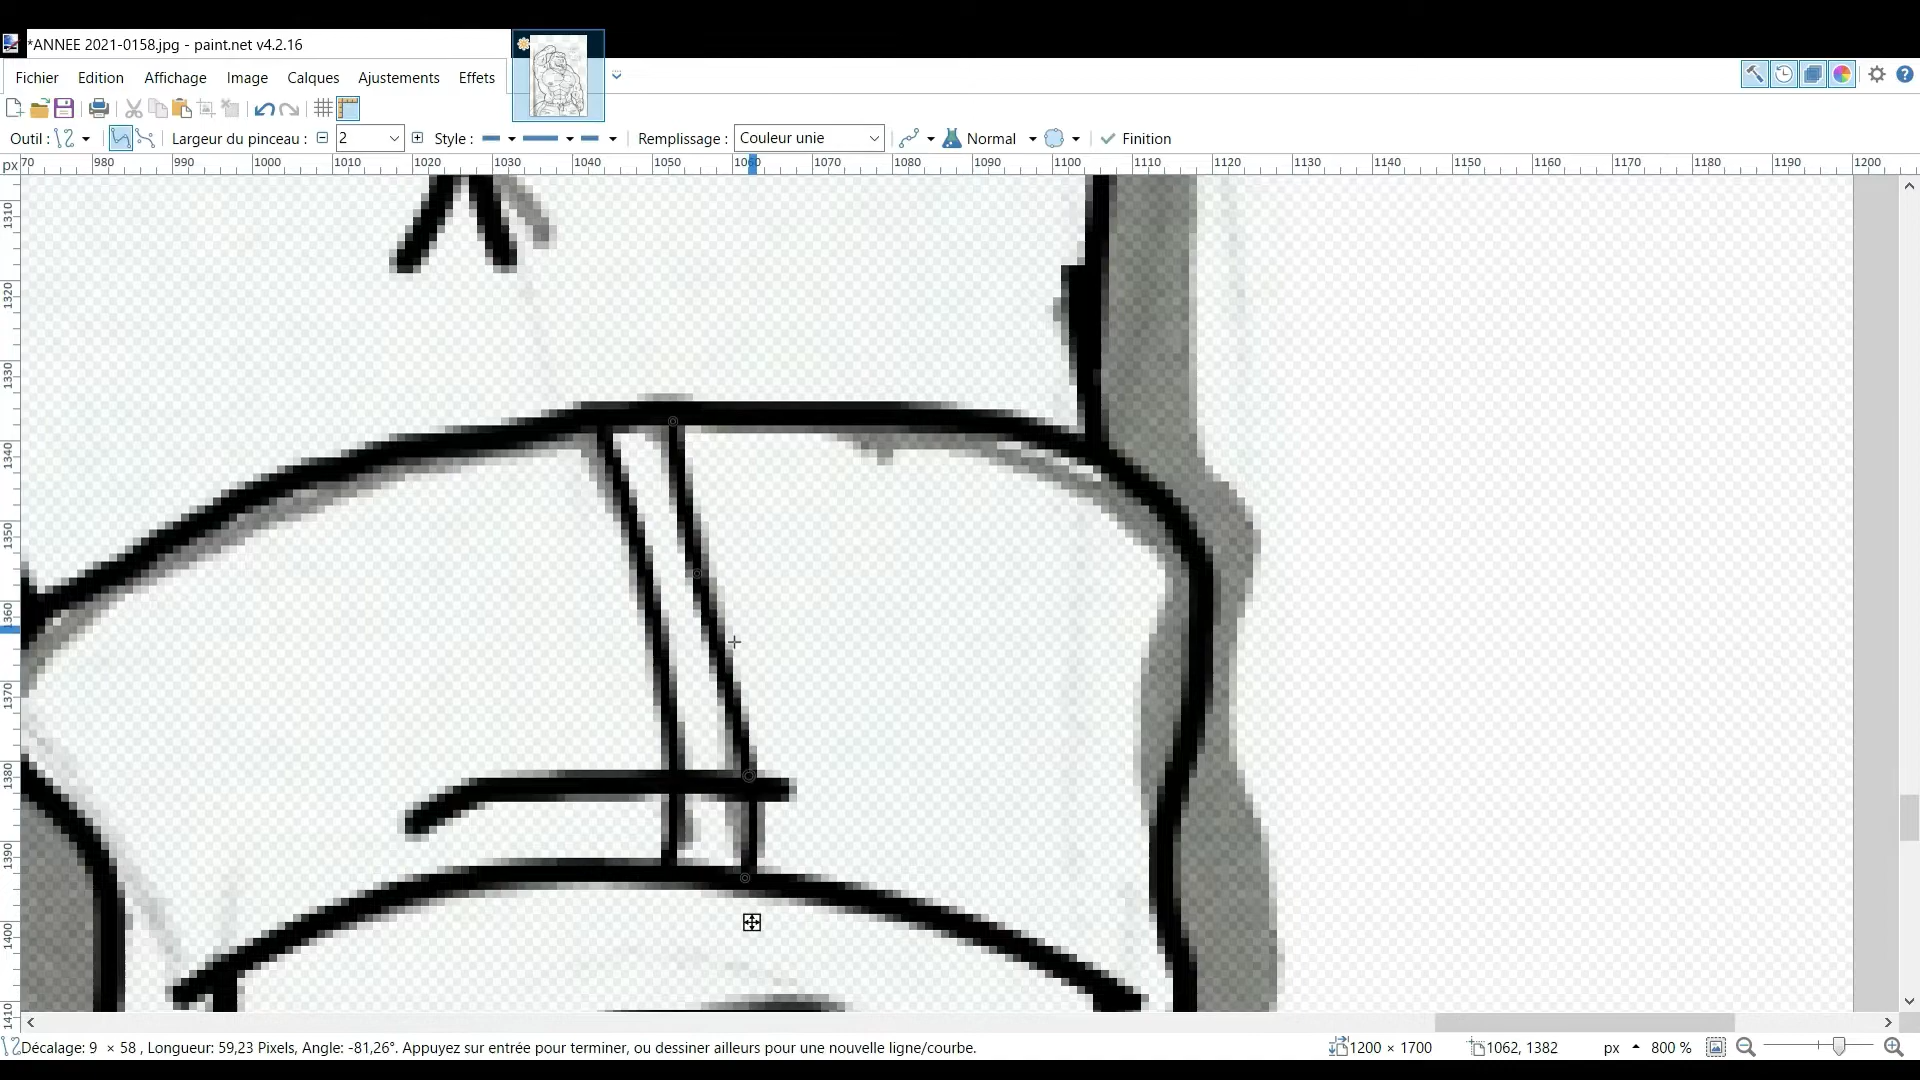 *ANNEE 2021-0158.jpg - paint.net v4.2.16
Fichier Edition Affichage Image Calques Ajustements Effets
Outil : Largeur du pinceau : 2 Style : Remplissage : Couleur unie Normal Finition
px 70 980 990 1000 1010 1020 1030 1040 1050 1060 1070 1080 1090 1100 1110 1120 1130 1140 1150 1160 1170 1180 1190 1200
1310
1320
1330
1340
1350
1360
1370
1380
1390
1400
1410
Décalage: 9 × 58 , Longueur: 59,23 Pixels, Angle: -81,26°. Appuyez sur entrée pour terminer, ou dessiner ailleurs pour une nouvelle ligne/courbe. 1200 × 1700 1062, 1382 px 800 %